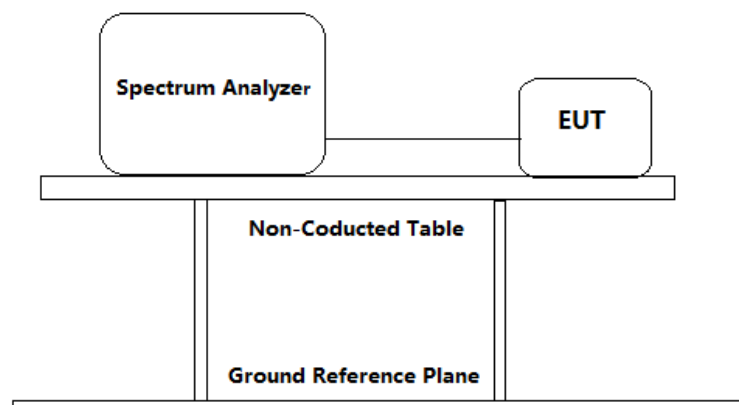 Spectrum Analyzer
EUT
Non-Coducted Table
Ground Reference Plane